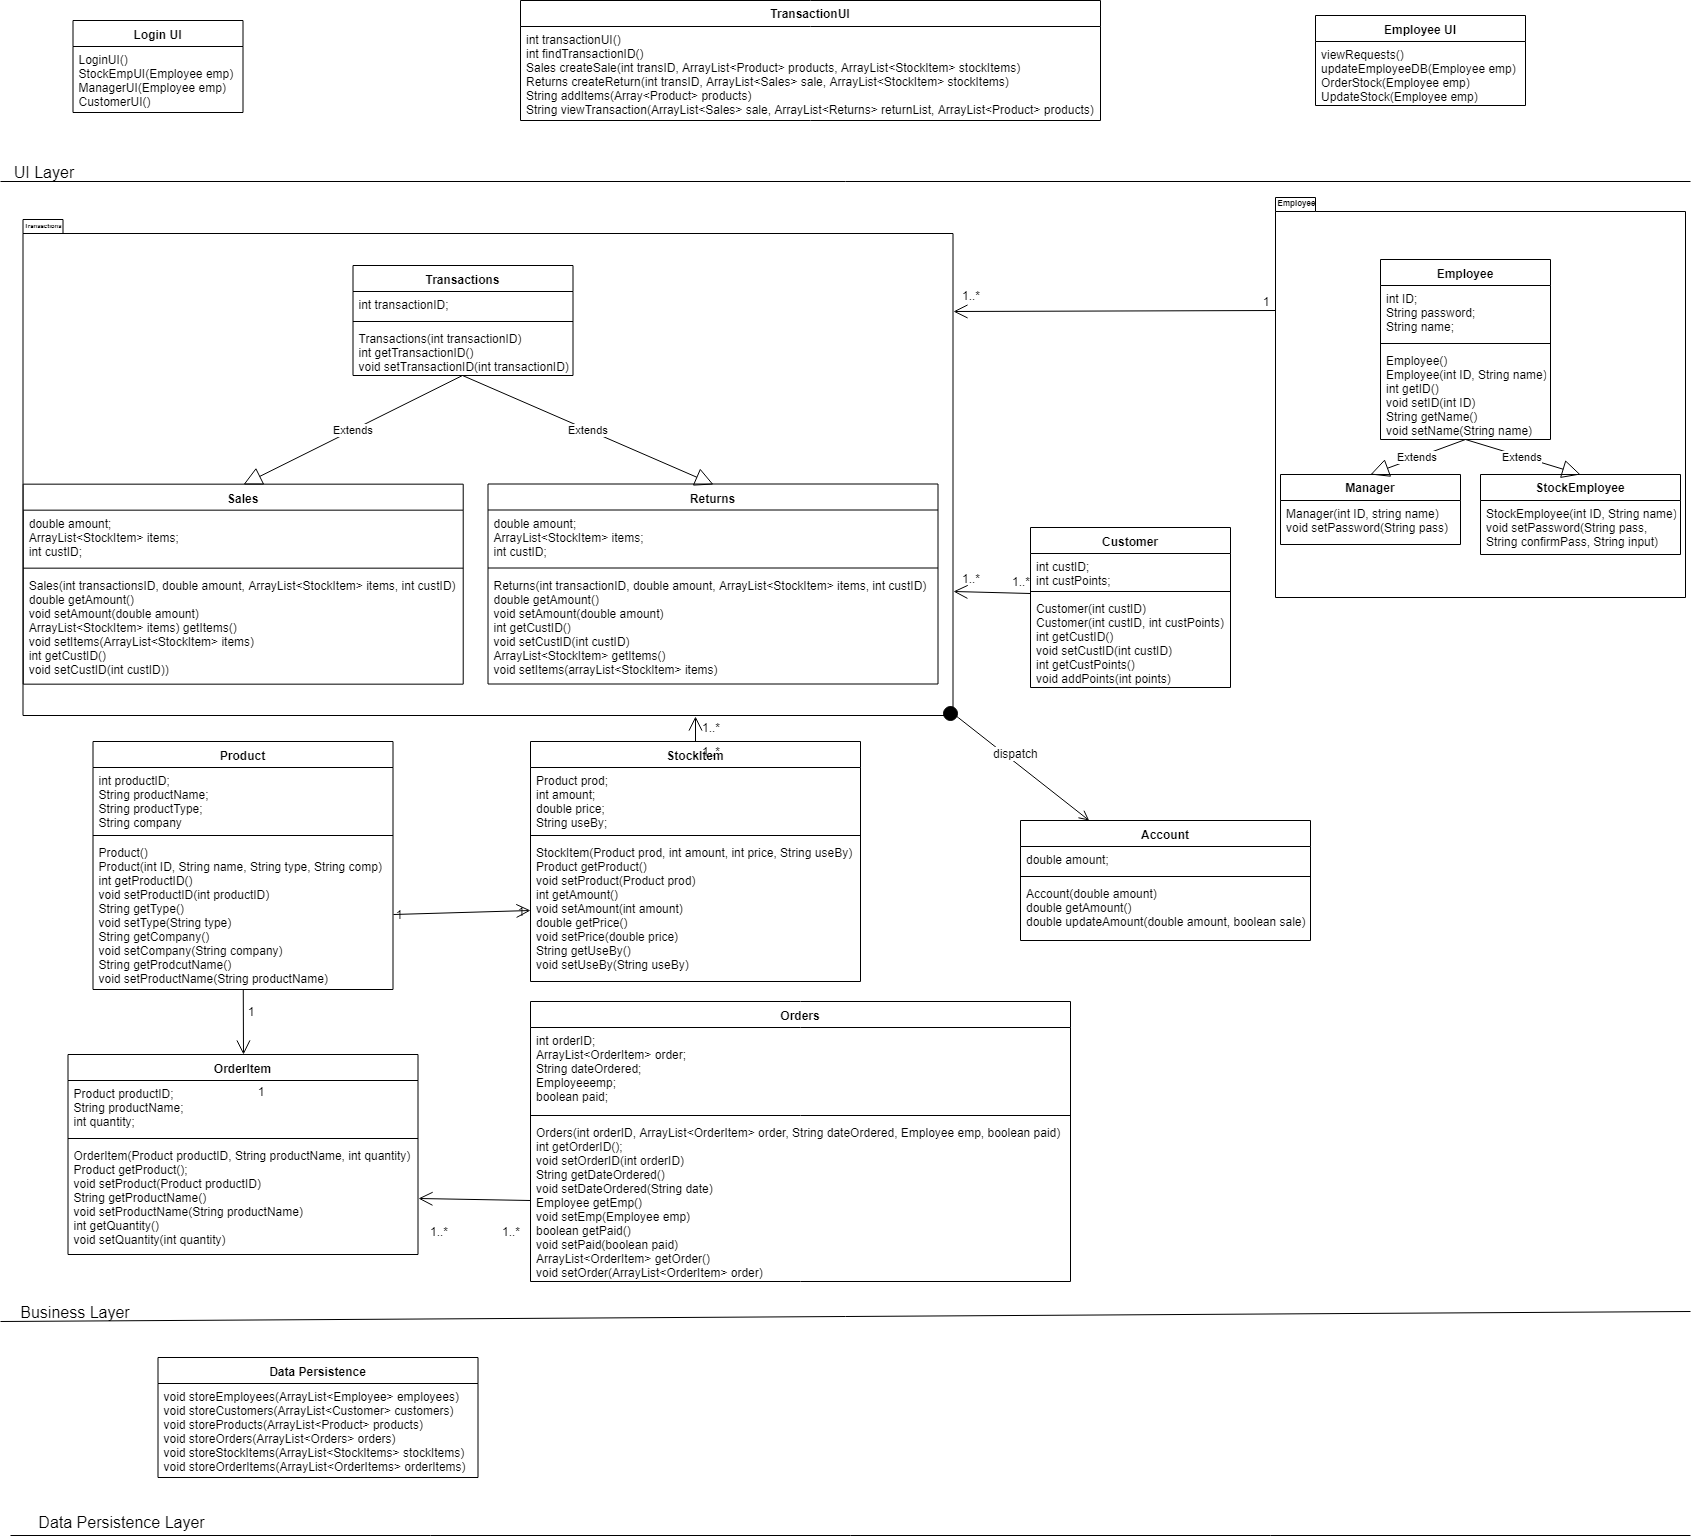 Login UI
LoginUI()
StockEmpUI(Employee emp)
ManagerUI(Employee emp)
CustomerUI()
TransactionUI
int transactionUI()
int findTransactionID()
Sales createSale(int transID, ArrayList<Product> products, ArrayList<StockItem> stockItems)
Returns createReturn(int transID, ArrayList<Sales> sale, ArrayList<StockItem> stockItems)
String addItems(Array<Product> products)
String viewTransaction(ArrayList<Sales> sale, ArrayList<Returns> returnList, ArrayList<Product> products)
Employee UI
viewRequests()
updateEmployeeDB(Employee emp)
OrderStock(Employee emp)
UpdateStock(Employee emp)
UI Layer
Transactions
Transactions
int transactionID;
Transactions(int transactionID)
int getTransactionID()
void setTransactionID(int transactionID)
Extends
Extends
Sales
double amount;
ArrayList<StockItem> items;
int custID;
Sales(int transactionsID, double amount, ArrayList<StockItem> items, int custID)
double getAmount()
void setAmount(double amount)
ArrayList<StockItem> items) getItems()
void setItems(ArrayList<StockItem> items)
int getCustID()
void setCustID(int custID))
Returns
double amount;
ArrayList<StockItem> items;
int custID;
Returns(int transactionID, double amount, ArrayList<StockItem> items, int custID)
double getAmount()
void setAmount(double amount)
int getCustID()
void setCustID(int custID)
ArrayList<StockItem> getItems()
void setItems(arrayList<StockItem> items)
1..*
1
Employee
Employee
int ID;
String password;
String name;
Employee()
Employee(int ID, String name)
int getID()
void setID(int ID)
String getName()
void setName(String name)
Extends
Extends
Manager
Manager(int ID, string name)
void setPassword(String pass)
StockEmployee
StockEmployee(int ID, String name)
void setPassword(String pass,
String confirmPass, String input)
1..*
1..*
Customer
int custID;
int custPoints;
Customer(int custID)
Customer(int custID, int custPoints)
int getCustID()
void setCustID(int custID)
int getCustPoints()
void addPoints(int points)
Product
int productID;
String productName;
String productType;
String company
Product()
Product(int ID, String name, String type, String comp)
int getProductID()
void setProductID(int productID)
String getType()
void setType(String type)
String getCompany()
void setCompany(String company)
String getProdcutName()
void setProductName(String productName)
1
1
1..*
1..*
StockItem
Product prod;
int amount;
double price;
String useBy;
StockItem(Product prod, int amount, int price, String useBy)
Product getProduct()
void setProduct(Product prod)
int getAmount()
void setAmount(int amount)
double getPrice()
void setPrice(double price)
String getUseBy()
void setUseBy(String useBy)
dispatch
Account
double amount;
Account(double amount)
double getAmount()
double updateAmount(double amount, boolean sale)
1
OrderItem
1
Product productID;
String productName;
int quantity;
OrderItem(Product productID, String productName, int quantity)
Product getProduct();
void setProduct(Product productID)
String getProductName()
void setProductName(String productName)
int getQuantity()
void setQuantity(int quantity)
1..*
1..*
Orders
int orderID;
ArrayList<OrderItem> order;
String dateOrdered;
Employeeemp;
boolean paid;
Orders(int orderID, ArrayList<OrderItem> order, String dateOrdered, Employee emp, boolean paid)
int getOrderID();
void setOrderID(int orderID)
String getDateOrdered()
void setDateOrdered(String date)
Employee getEmp()
void setEmp(Employee emp)
boolean getPaid()
void setPaid(boolean paid)
ArrayList<OrderItem> getOrder()
void setOrder(ArrayList<OrderItem> order)
Business Layer
Data Persistence
void storeEmployees(ArrayList<Employee> employees)
void storeCustomers(ArrayList<Customer> customers)
void storeProducts(ArrayList<Product> products)
void storeOrders(ArrayList<Orders> orders)
void storeStockItems(ArrayList<StockItems> stockItems)
void storeOrderItems(ArrayList<OrderItems> orderItems)
Data Persistence Layer